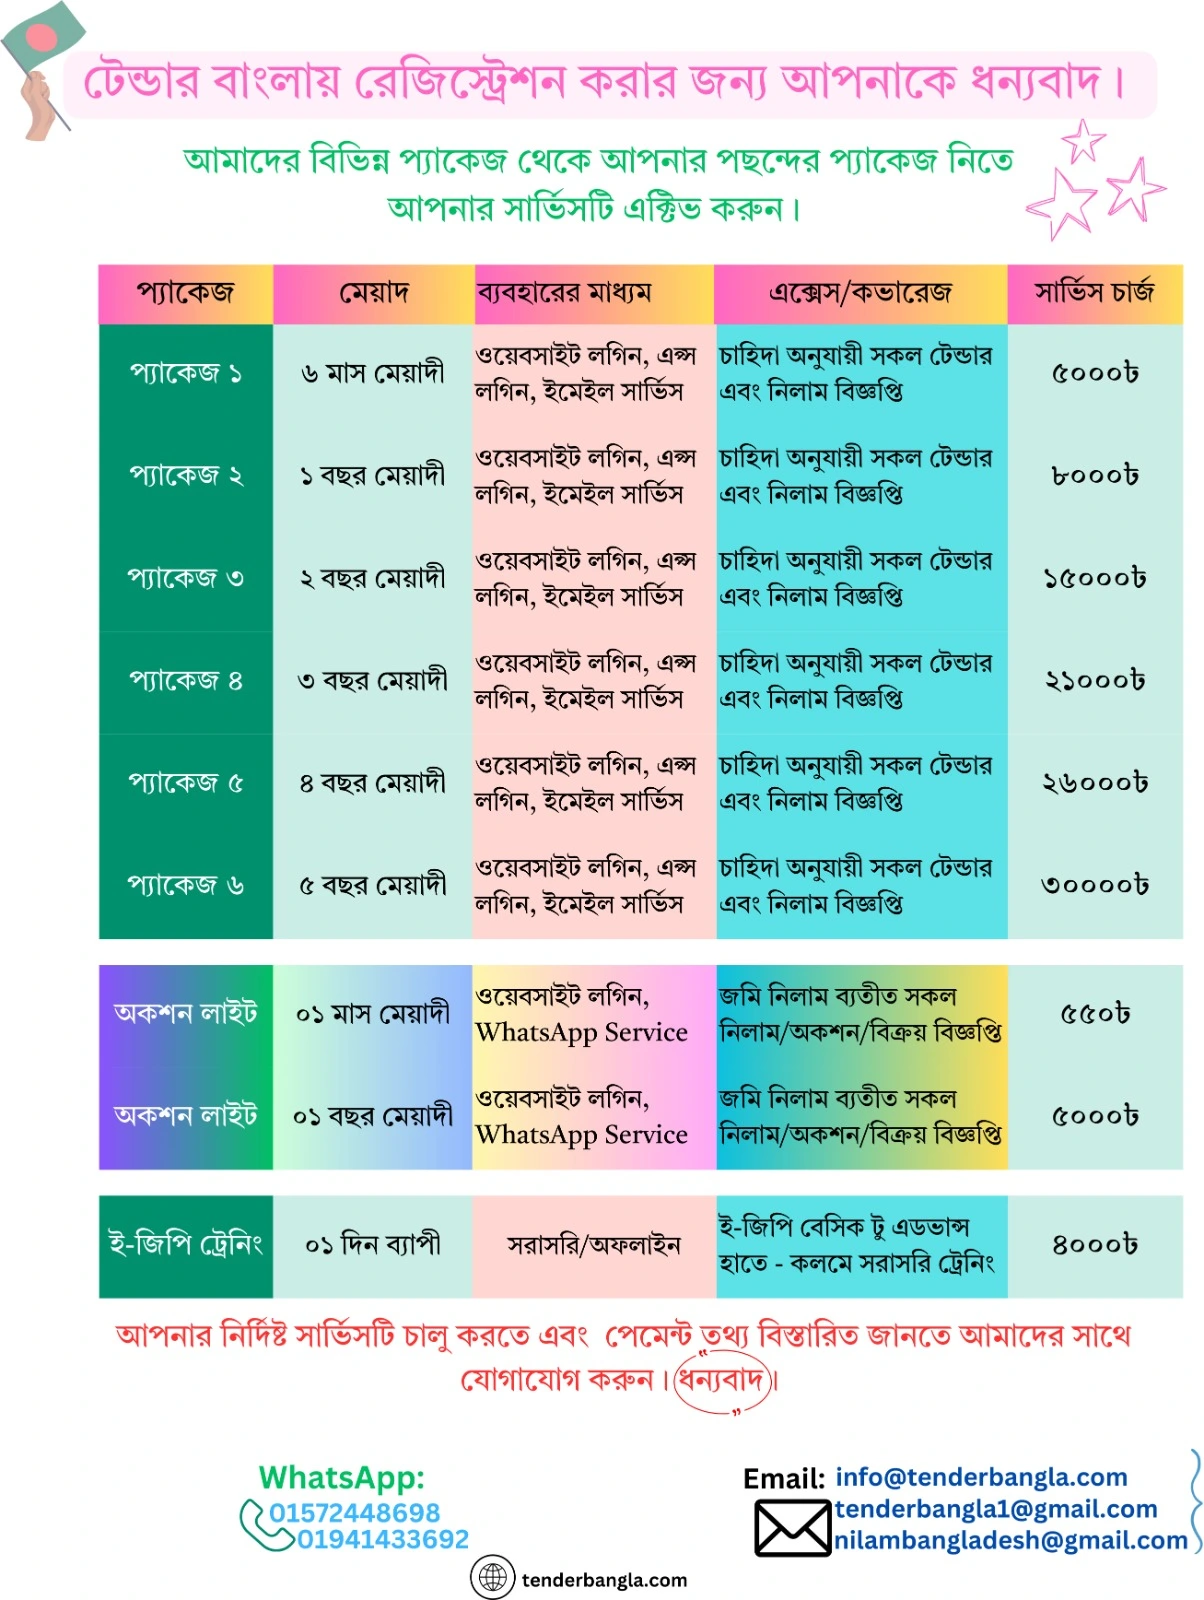 টেন্ডার বাংলায় রেজিস্ট্রেশন করার জন্য আপনাকে ধন্যবাদ।
আমাদের বিভিন্ন প্যাকেজ থেকে আপনার পছন্দের প্যাকেজ নিতে
আপনার সার্ভিসটি এক্টিভ করুন।
প্যাকেজ মেয়াদ ব্যবহারের মাধ্যম এক্সেস/কভারেজ সার্ভিস চার্জ
প্যাকেজ ১ ৬ মাস মেয়াদী ওয়েবসাইট লগিন, এপ্স চাহিদা অনুযায়ী সকল টেন্ডার ৫০০০৳
লগিন, ইমেইল সার্ভিস এবং নিলাম বিজ্ঞপ্তি
প্যাকেজ ২ ১ বছর মেয়াদী ওয়েবসাইট লগিন, এপ্স চাহিদা অনুযায়ী সকল টেন্ডার ৮০০০৳
লগিন, ইমেইল সার্ভিস এবং নিলাম বিজ্ঞপ্তি
প্যাকেজ ৩ ২ বছর মেয়াদী ওয়েবসাইট লগিন, এপ্স চাহিদা অনুযায়ী সকল টেন্ডার ১৫০০০৳
লগিন, ইমেইল সার্ভিস এবং নিলাম বিজ্ঞপ্তি
প্যাকেজ ৪ ৩ বছর মেয়াদী ওয়েবসাইট লগিন, এপ্স চাহিদা অনুযায়ী সকল টেন্ডার ২১০০০৳
লগিন, ইমেইল সার্ভিস এবং নিলাম বিজ্ঞপ্তি
প্যাকেজ ৫ ৪ বছর মেয়াদী ওয়েবসাইট লগিন, এপ্স চাহিদা অনুযায়ী সকল টেন্ডার ২৬০০০৳
লগিন, ইমেইল সার্ভিস এবং নিলাম বিজ্ঞপ্তি
প্যাকেজ ৬ ৫ বছর মেয়াদী ওয়েবসাইট লগিন, এপ্স চাহিদা অনুযায়ী সকল টেন্ডার ৩০০০০৳
লগিন, ইমেইল সার্ভিস এবং নিলাম বিজ্ঞপ্তি
অকশন লাইট ০১ মাস মেয়াদী ওয়েবসাইট লগিন, জমি নিলাম ব্যতীত সকল ৫৫০৳
WhatsApp Service নিলাম/অকশন/বিক্রয় বিজ্ঞপ্তি
অকশন লাইট ০১ বছর মেয়াদী ওয়েবসাইট লগিন, জমি নিলাম ব্যতীত সকল ৫০০০৳
WhatsApp Service নিলাম/অকশন/বিক্রয় বিজ্ঞপ্তি
ই-জিপি ট্রেনিং ০১ দিন ব্যাপী সরাসরি/অফলাইন ই-জিপি বেসিক টু এডভান্স ৪০০০৳
হাতে - কলমে সরাসরি ট্রেনিং
আপনার নির্দিষ্ট সার্ভিসটি চালু করতে এবং পেমেন্ট তথ্য বিস্তারিত জানতে আমাদের সাথে
যোগাযোগ করুন। “ধন্যবাদ”।
WhatsApp:
01572448698
01941433692
Email: info@tenderbangla.com
tenderbangla1@gmail.com
nilambangladesh@gmail.com
tenderbangla.com